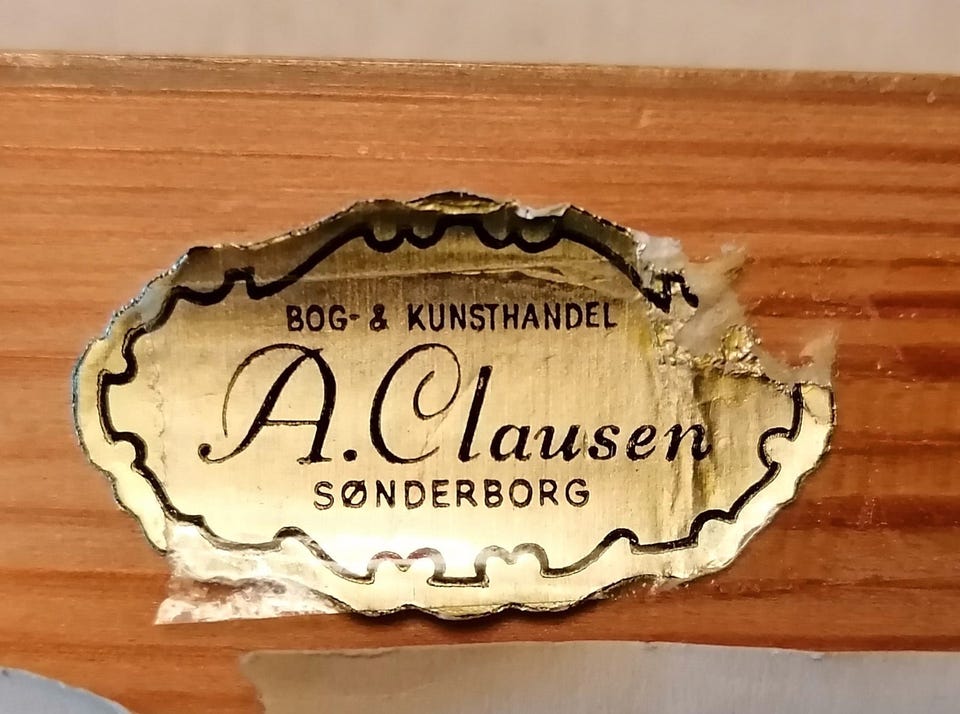 BOG- & KUNSTHANDEL
A. Clausen
SØNDERBORG